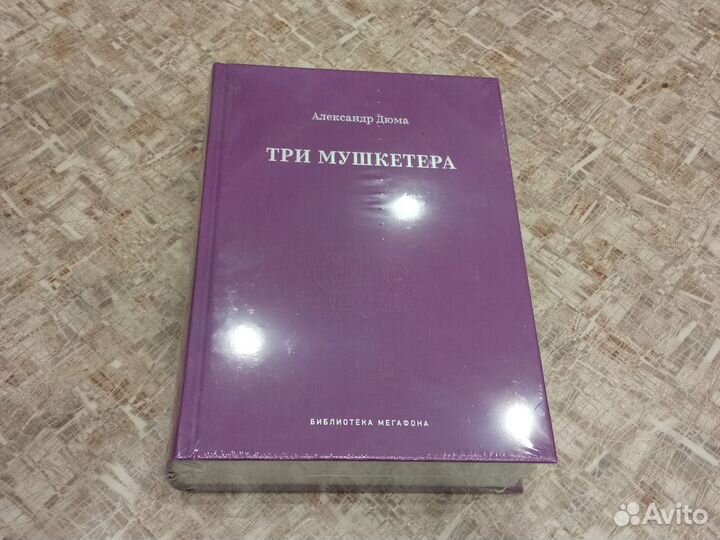 Александр Дюма
ТРИ МУШКЕТЕРА
БИБЛИОТЕКА МЕГАФОНА
Avito